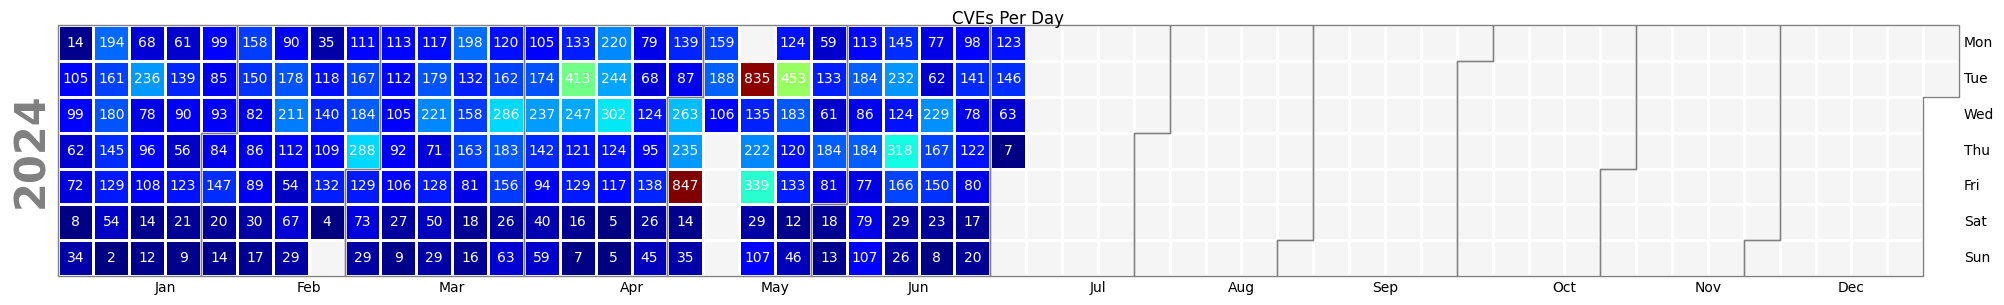 CVEs Per Day
2024
14 194 68 61 99 158 90 35 111 113 117 198 120 105 133 220 79 139 159 124 59 113 145 77 98 123 Mon
105 161 236 139 85 150 178 118 167 112 179 132 162 174 413 244 68 87 188 835 453 133 184 232 62 141 146 Tue
99 180 78 90 93 82 211 140 184 105 221 158 286 237 247 302 124 263 106 135 183 61 86 124 229 78 63 Wed
62 145 96 56 84 86 112 109 288 92 71 163 183 142 121 124 95 235 222 120 184 184 318 167 122 7 Thu
72 129 108 123 147 89 54 132 129 106 128 81 156 94 129 117 138 847 339 133 81 77 166 150 80 Fri
8 54 14 21 20 30 67 4 73 27 50 18 26 40 16 5 26 14 29 12 18 79 29 23 17 Sat
34 2 12 9 14 17 29 29 9 29 16 63 59 7 5 45 35 107 46 13 107 26 8 20 Sun
Jan Feb Mar Apr May Jun Jul Aug Sep Oct Nov Dec